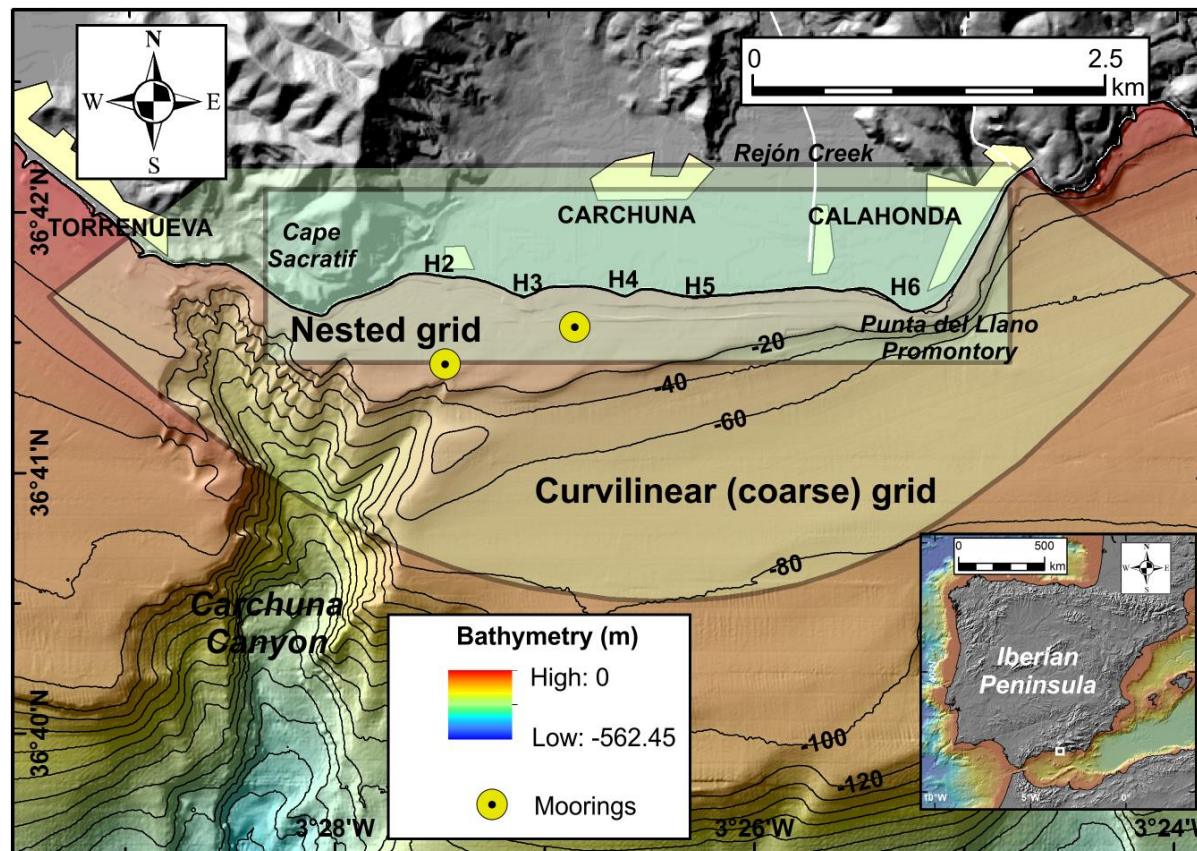 N
W
E
S
0
2.5
km
Rejón Creek
36°42'N
TORRENUEVA
CARCHUNA
CALAHONDA
Cape
Sacratif
H2
H3
H4
H5
H6
Nested grid
Punta del Llano
Promontory
-20
-40
-60
36°41'N
Curvilinear (coarse) grid
-80
Carchuna
Canyon
Bathymetry (m)
High: 0
Low: -562.45
Moorings
0
500
km
N
W
E
S
Iberian
Peninsula
10°W
5°W
0°
36°40'N
-100
-120
3°28'W
3°26'W
3°24'W